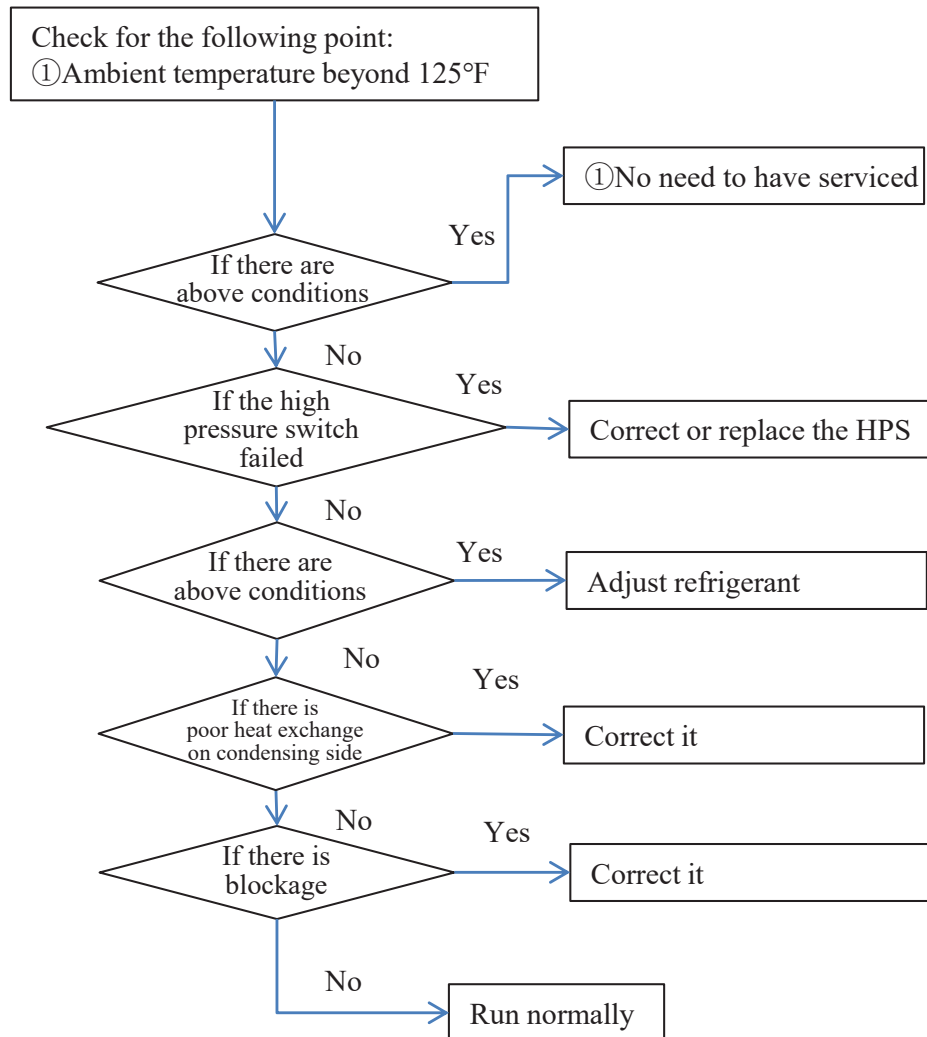 Check for the following point:
①Ambient temperature beyond 125°F
①No need to have serviced
Yes
If there are
above conditions
No
Yes
If the high
pressure switch
failed
Correct or replace the HPS
No
Yes
If there are
above conditions
Adjust refrigerant
No
Yes
If there is
poor heat exchange
on condensing side
Correct it
No
Yes
If there is
blockage
Correct it
No
Run normally